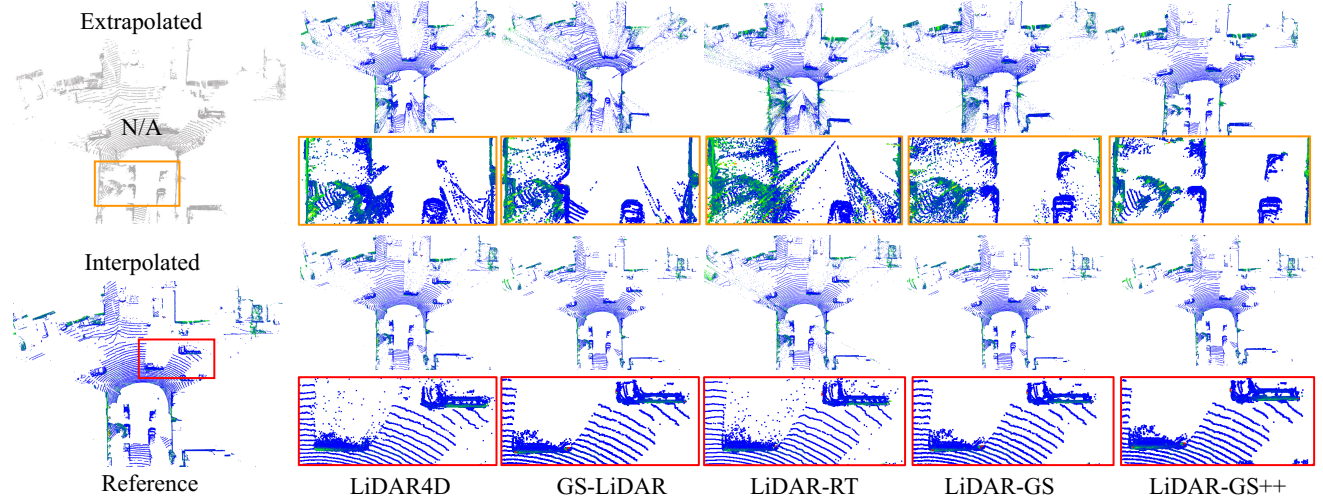 Extrapolated
N/A
Interpolated
Reference
LiDAR4D
GS-LiDAR
LiDAR-RT
LiDAR-GS
LiDAR-GS++